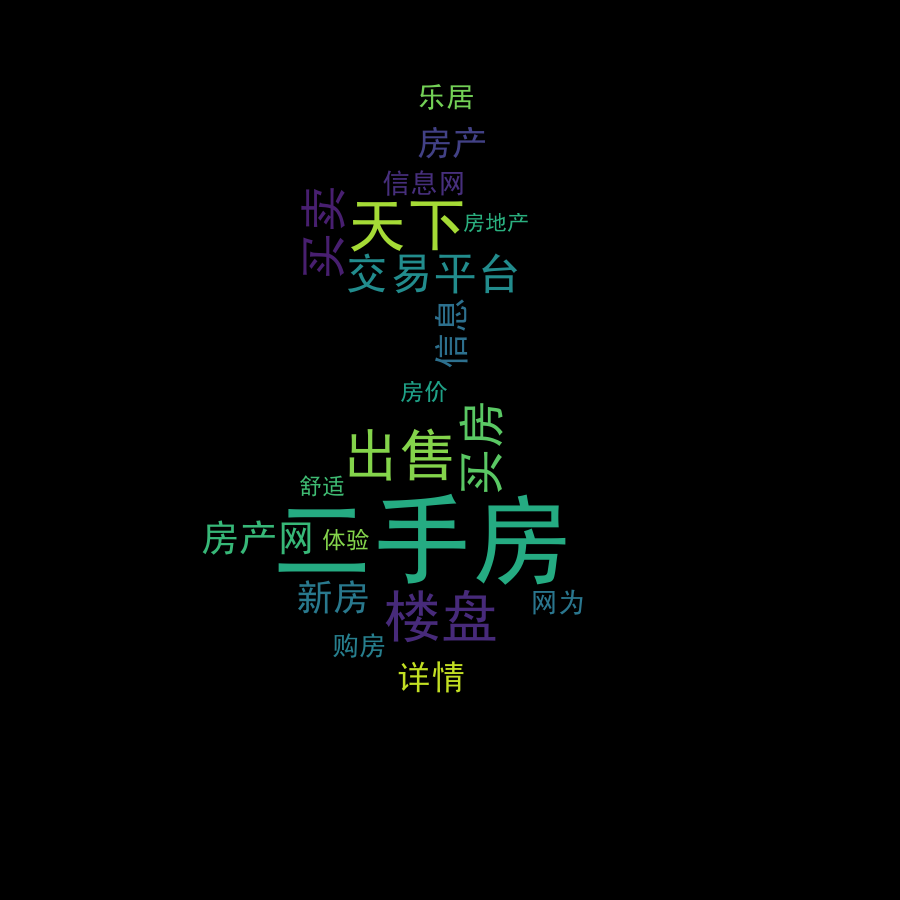 乐居
房产
信息网
买卖
天下
房地产
交易平台
信息
房价
买房
出售
舒适
二手房
房产网
体验
新房
楼盘
网为
购房
详情